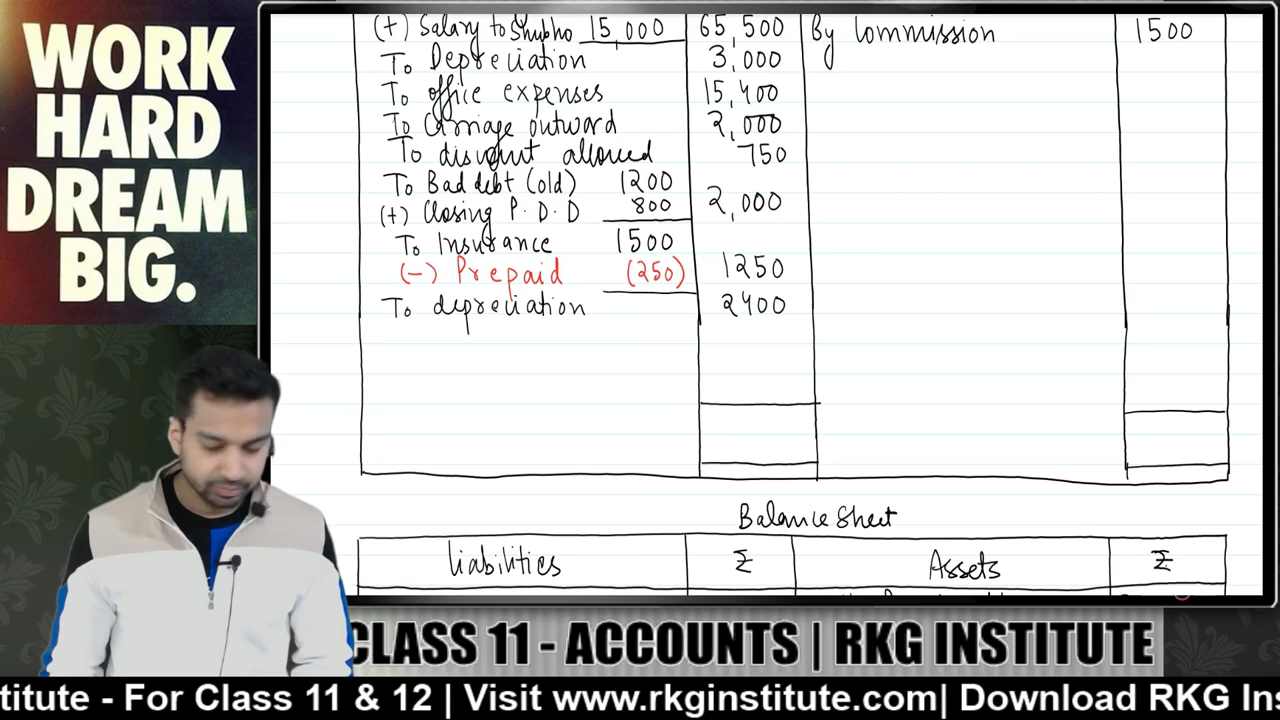 WORK
HARD
DREAM
BIG.
(+) Salary to Shubho 15,000 65,500 By Commission 1500
To Depreciation 3,000
To office expenses 15,400
To Carriage outward 2,000
To discount allowed 750
To Bad debt (old) 1200
(+) Closing P.D.D 800 2,000
To Insurance 1500
(-) Prepaid (250) 1250
To depreciation 2400
Balance Sheet
Liabilities ₹ Assets ₹
CLASS 11 - ACCOUNTS | RKG INSTITUTE
titute - For Class 11 & 12 | Visit www.rkginstitute.com| Download RKG Ins